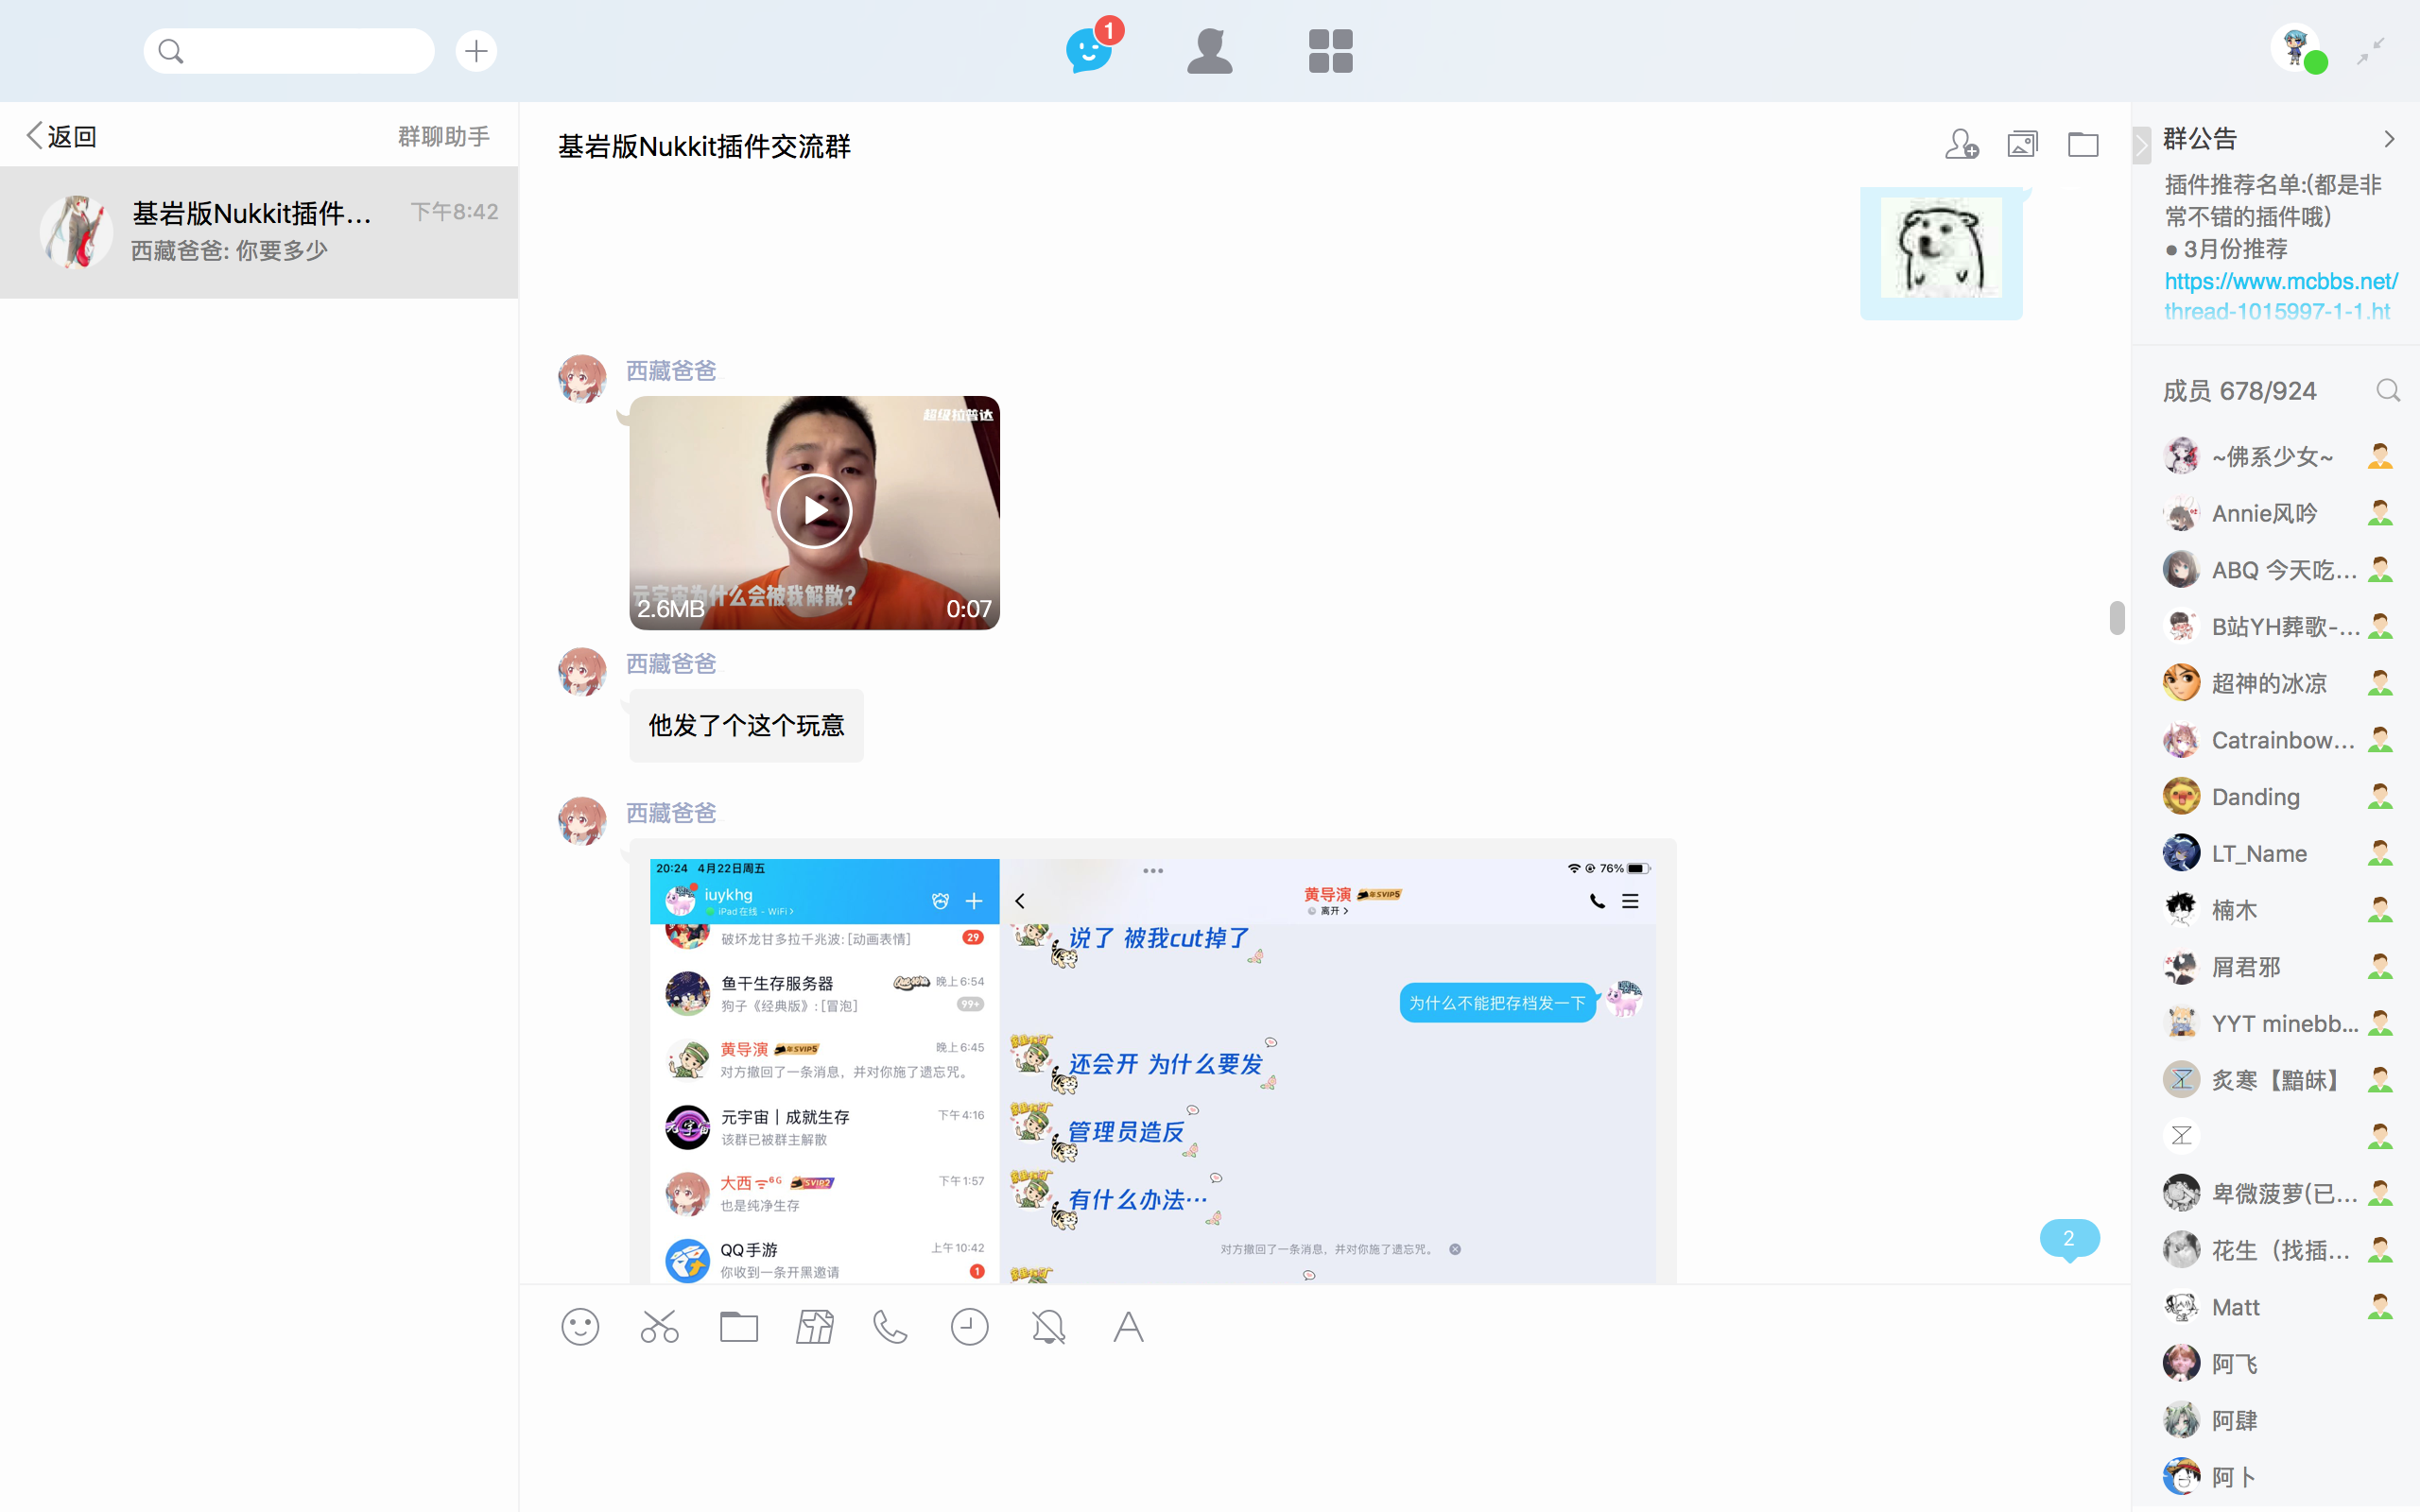 1
返回
群聊助手
基岩版Nukkit插件...
下午8:42
西藏爸爸: 你要多少
基岩版Nukkit插件交流群
西藏爸爸
超级拉普达
元宇宙为什么会被我解散?
2.6MB
0:07
西藏爸爸
他发了个这个玩意
西藏爸爸
20:24 4月22日周五
iuykhg
iPad在线 - WiFi
破坏龙甘多拉千兆波: [动画表情]
29
鱼干生存服务器
晚上6:54
狗子《经典版》: [冒泡]
99+
黄导演
年SVIP5
晚上6:45
对方撤回了一条消息，并对你施了遗忘咒。
元宇宙｜成就生存
下午4:16
该群已被群主解散
大西 6G
SVIP2
下午1:57
也是纯净生存
QQ手游
上午10:42
你收到一条开黑邀请
1
76%
黄导演
年SVIP5
离开
说了 被我cut掉了
为什么不能把存档发一下
还会开 为什么要发
管理员造反
有什么办法…
对方撤回了一条消息，并对你施了遗忘咒。
2
群公告
插件推荐名单:(都是非
常不错的插件哦)
● 3月份推荐
https://www.mcbbs.net/
thread-1015997-1-1.ht
成员 678/924
~佛系少女~
Annie风吟
ABQ 今天吃...
B站YH葬歌-...
超神的冰凉
Catrainbow...
Danding
LT_Name
楠木
屑君邪
YYT minebb...
炙寒【黯昧】
卑微菠萝(已...
花生（找插...
Matt
阿飞
阿肆
阿卜